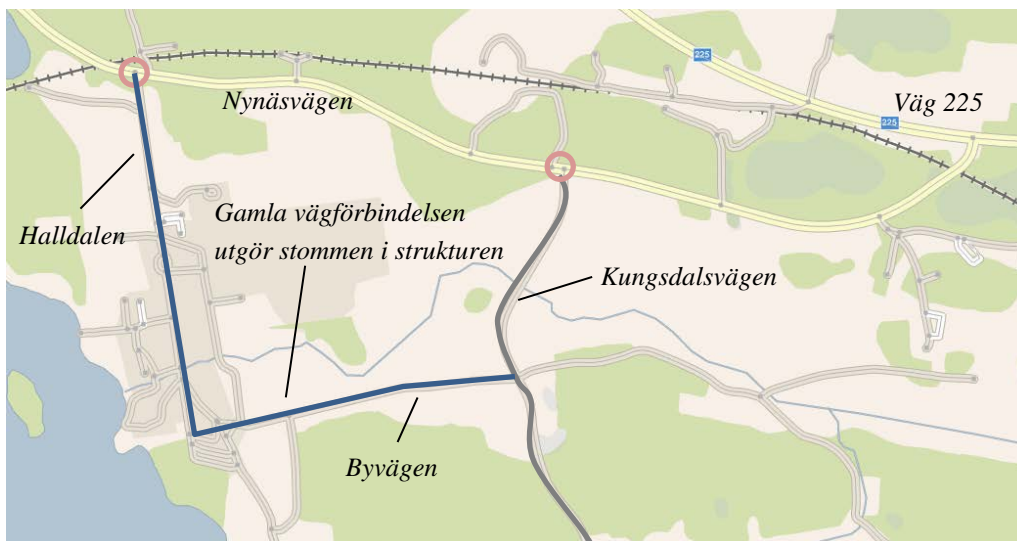 225
Väg 225
225
Nynäsvägen
Halldalen
Gamla vägförbindelsen
utgör stommen i strukturen
Kungsdalsvägen
Byvägen